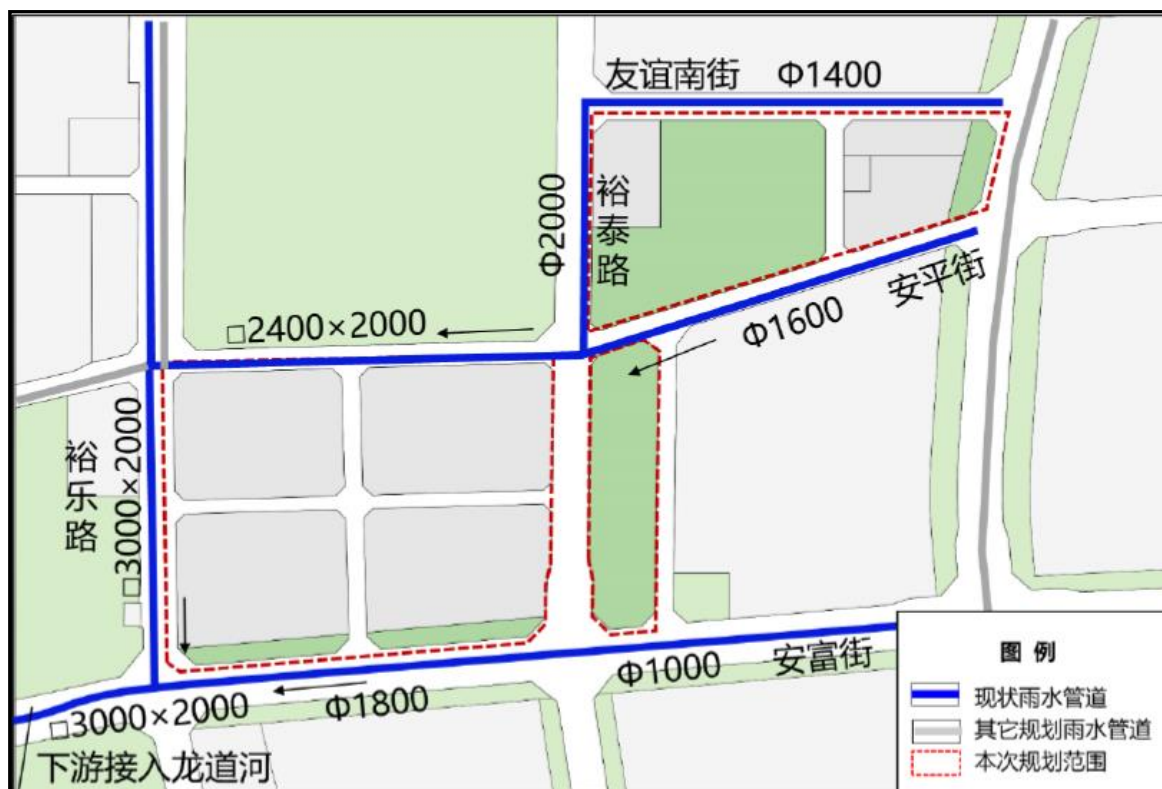 友谊南街 Φ1400
Φ2000
裕泰路
安平街
Φ1600
□2400×2000
裕乐路
□3000×2000
Φ1000 安富街
Φ1800
□3000×2000
下游接入龙道河
图 例
现状雨水管道
其它规划雨水管道
本次规划范围